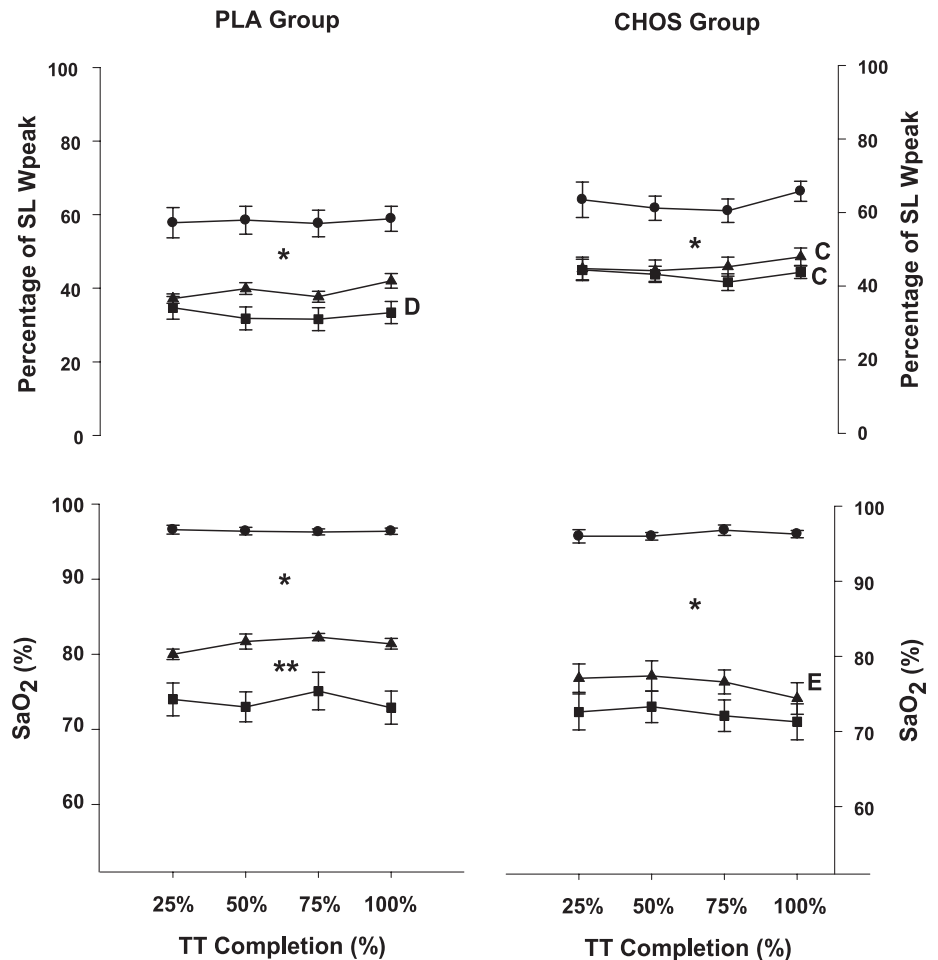 PLA Group
CHOS Group
Percentage of SL Wpeak
100
80
60
40
20
0
*
D
100
80
60
40
20
0
*
C
C
Percentage of SL Wpeak
SaO2 (%)
100
90
80
70
60
*
**
25% 50% 75% 100%
TT Completion (%)
100
90
80
70
60
*
E
SaO2 (%)
25% 50% 75% 100%
TT Completion (%)